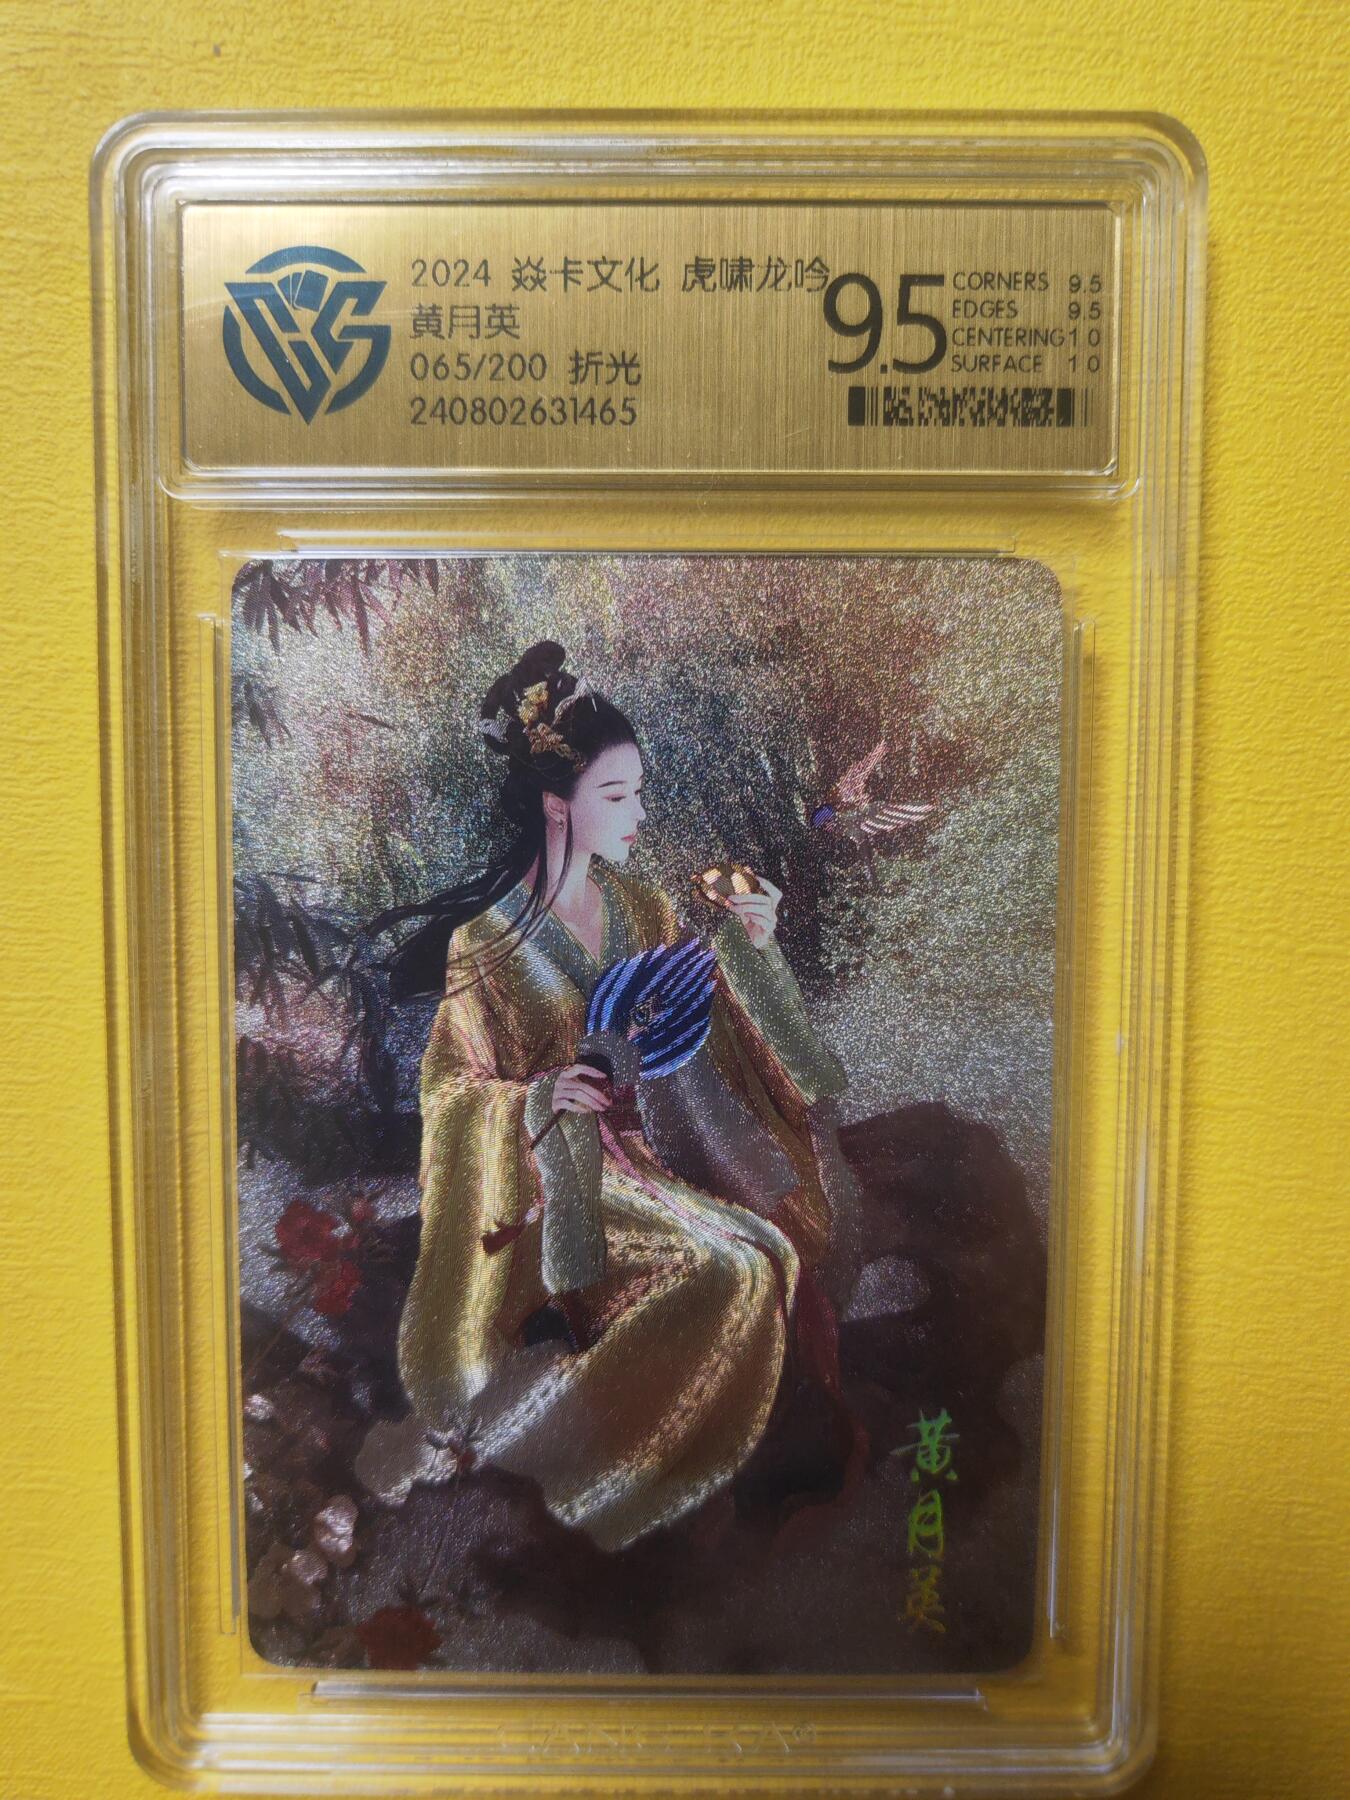 2024 焱卡文化 虎啸龙吟
黄月英
065/200 折光
240802631465
9.5
CORNERS 9.5
EDGES 9.5
CENTERING 10
SURFACE 10
黄月英